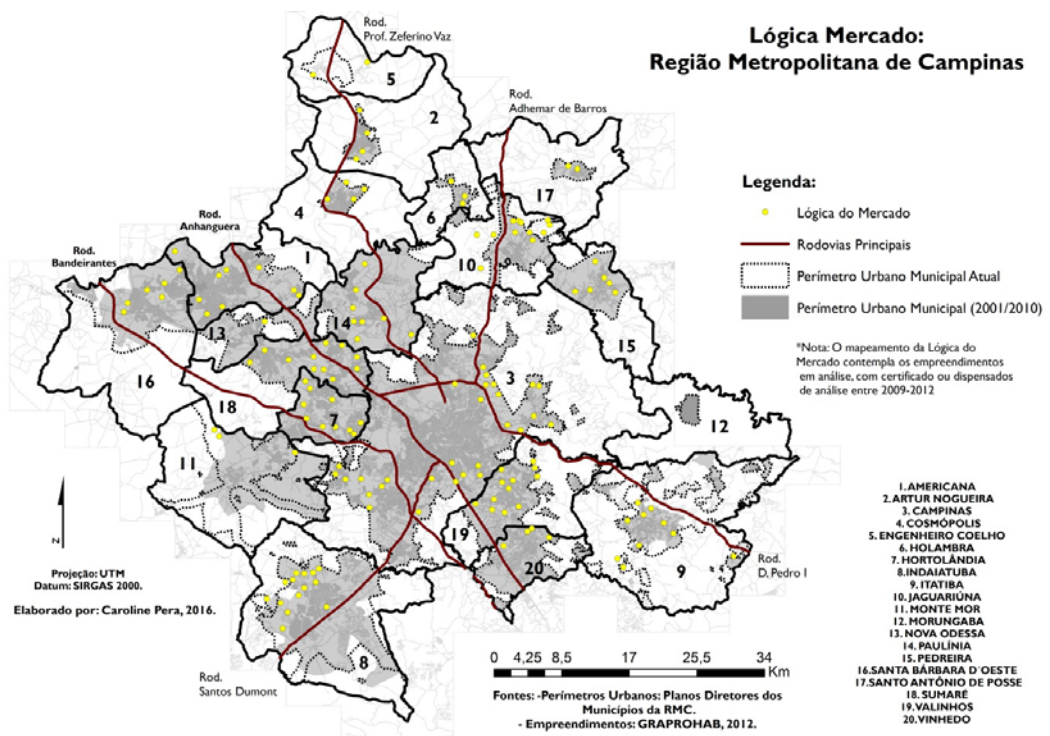 Lógica Mercado:
Região Metropolitana de Campinas
Rod.
Prof. Zeferino Vaz
Rod.
Adhemar de Barros
Rod.
Anhanguera
Rod.
Bandeirantes
5
2
17
4
6
1
10
13
14
15
16
3
18
7
12
11
19
20
9
8
Legenda:
Lógica do Mercado
Rodovias Principais
Perímetro Urbano Municipal Atual
Perímetro Urbano Municipal (2001/2010)
*Nota: O mapeamento da Lógica do
Mercado contempla os empreendimentos
em análise, com certificado ou dispensados
de análise entre 2009-2012
1. AMERICANA
2. ARTUR NOGUEIRA
3. CAMPINAS
4. COSMÓPOLIS
5. ENGENHEIRO COELHO
6. HOLAMBRA
7. HORTOLÂNDIA
8. INDAIATUBA
9. ITATIBA
10. JAGUARIÚNA
11. MONTE MOR
12. MORUNGABA
13. NOVA ODESSA
14. PAULÍNIA
15. PEDREIRA
16.SANTA BÁRBARA D'OESTE
17.SANTO ANTÔNIO DE POSSE
18. SUMARÉ
19. VALINHOS
20. VINHEDO
N
Projeção: UTM
Datum: SIRGAS 2000.
Elaborado por: Caroline Pera, 2016.
Rod.
D. Pedro I
Rod.
Santos Dumont
0 4,25 8,5 17 25,5 34
Km
Fontes: -Perímetros Urbanos: Planos Diretores dos
Municípios da RMC.
- Empreendimentos: GRAPROHAB, 2012.